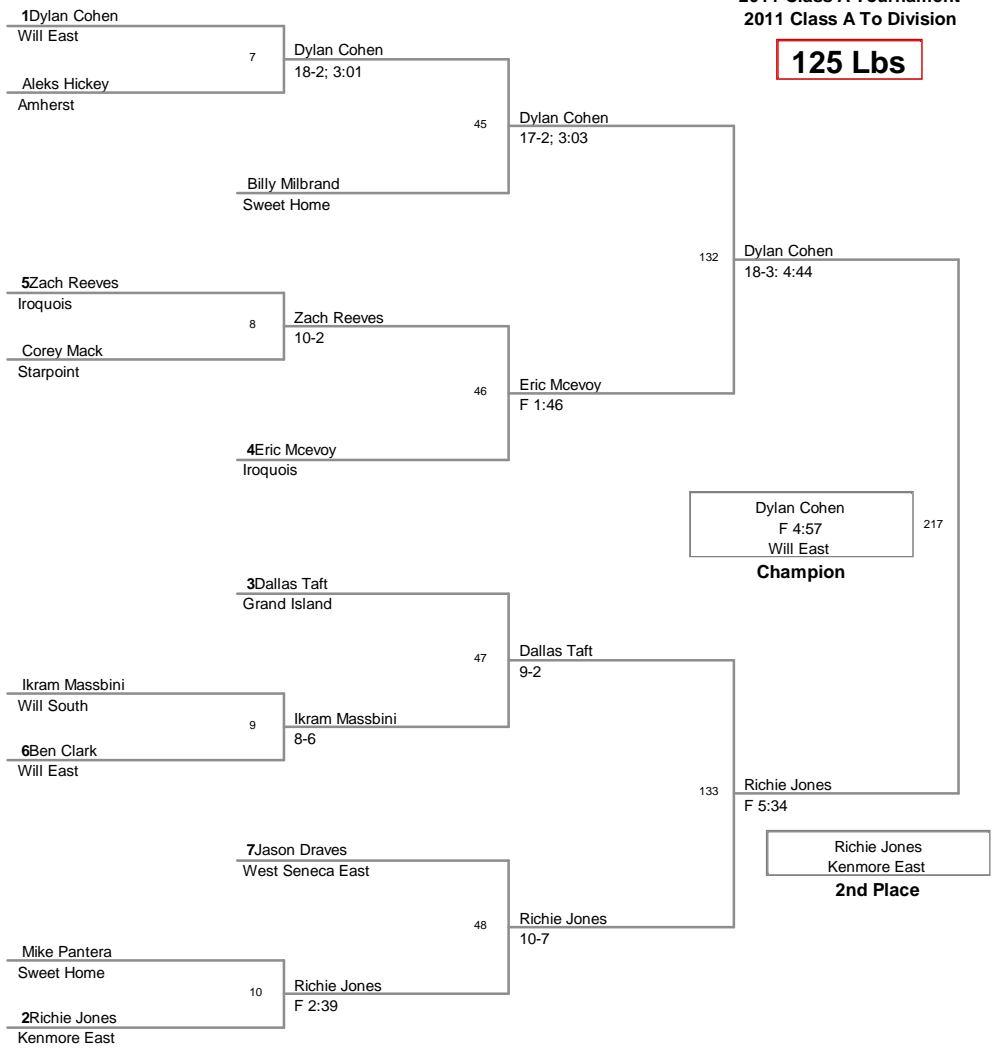 2011 Class A Tournament
2011 Class A To Division
125 Lbs
1Dylan Cohen
Will East
7
Aleks Hickey
Amherst
Dylan Cohen
18-2; 3:01
45
Billy Milbrand
Sweet Home
Dylan Cohen
17-2; 3:03
5Zach Reeves
Iroquois
8
Corey Mack
Starpoint
Zach Reeves
10-2
46
4Eric Mcevoy
Iroquois
Eric Mcevoy
F 1:46
132
Dylan Cohen
18-3: 4:44
Dylan Cohen
F 4:57
Will East
Champion
217
3Dallas Taft
Grand Island
47
Dallas Taft
9-2
Ikram Massbini
Will South
9
6Ben Clark
Will East
Ikram Massbini
8-6
133
Richie Jones
F 5:34
Richie Jones
Kenmore East
2nd Place
7Jason Draves
West Seneca East
48
Richie Jones
10-7
Mike Pantera
Sweet Home
10
2Richie Jones
Kenmore East
Richie Jones
F 2:39